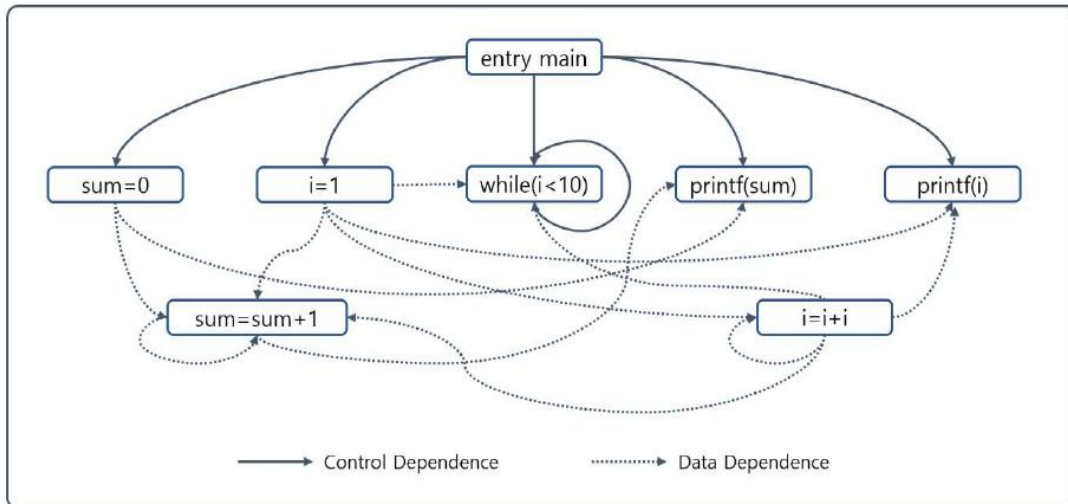 entry main
sum=0
i=1
while(i<10)
printf(sum)
printf(i)
sum=sum+1
i=i+i
Control Dependence
Data Dependence